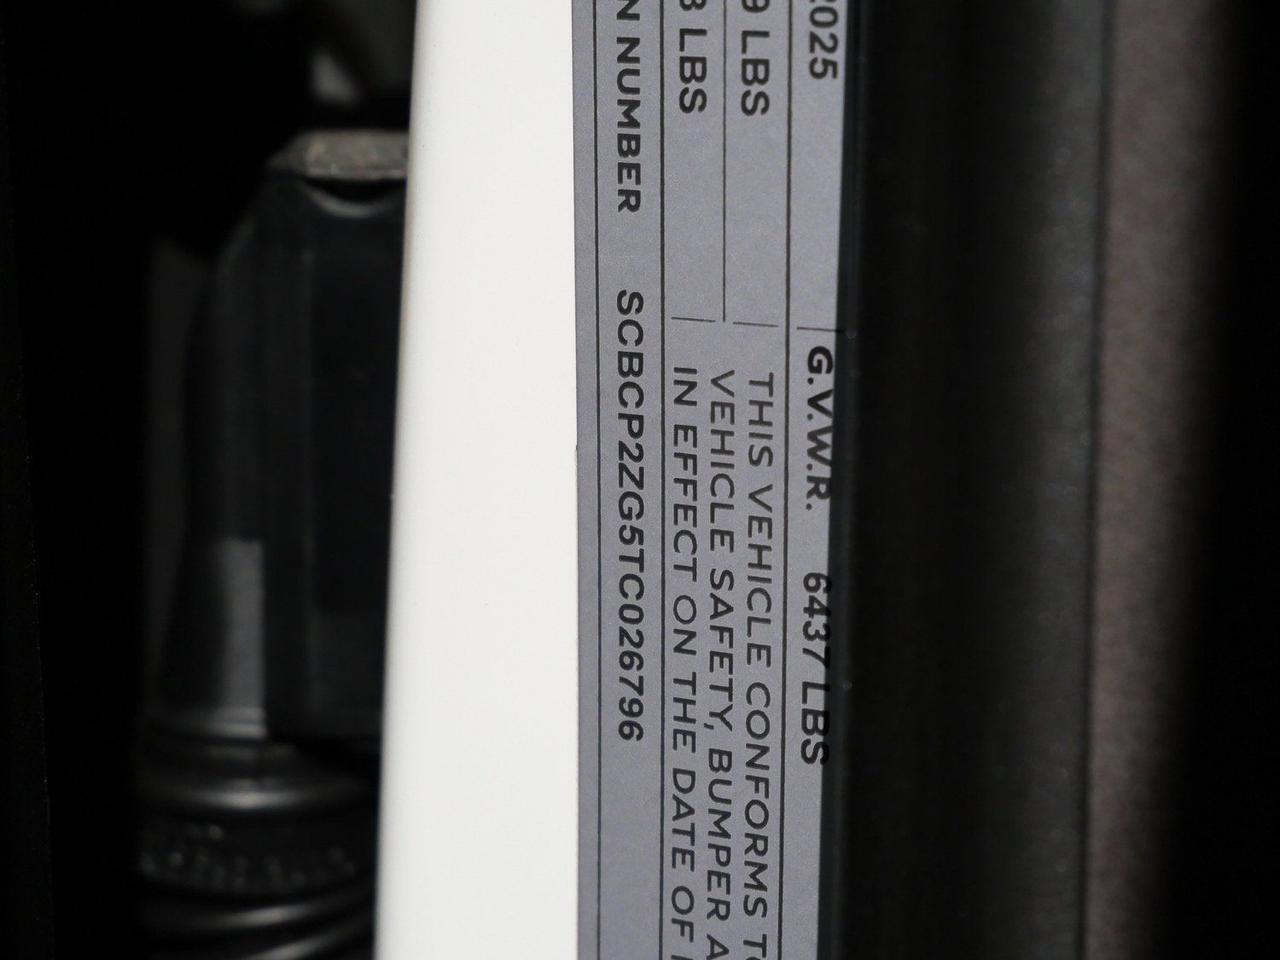 2025 G.V.W.R. 6437 LBS
9 LBS
3 LBS
THIS VEHICLE CONFORMS TO
VEHICLE SAFETY, BUMPER A
IN EFFECT ON THE DATE OF
N NUMBER SCBCP2ZG5TC026796